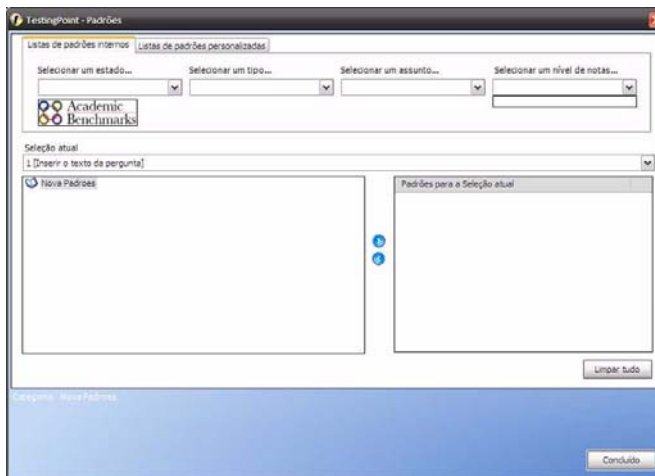 TestingPoint - Padrões
Listas de padrões internos Listas de padrões personalizadas
Selecionar um estado... Selecionar um tipo... Selecionar um assunto... Selecionar um nível de notas...
Academic
Benchmarks
Seleção atual
1 [Inserir o texto da pergunta]
Nova Padroes Padrões para a Seleção atual
Limpar tudo
Categoria: Nova Padroes
Concluído